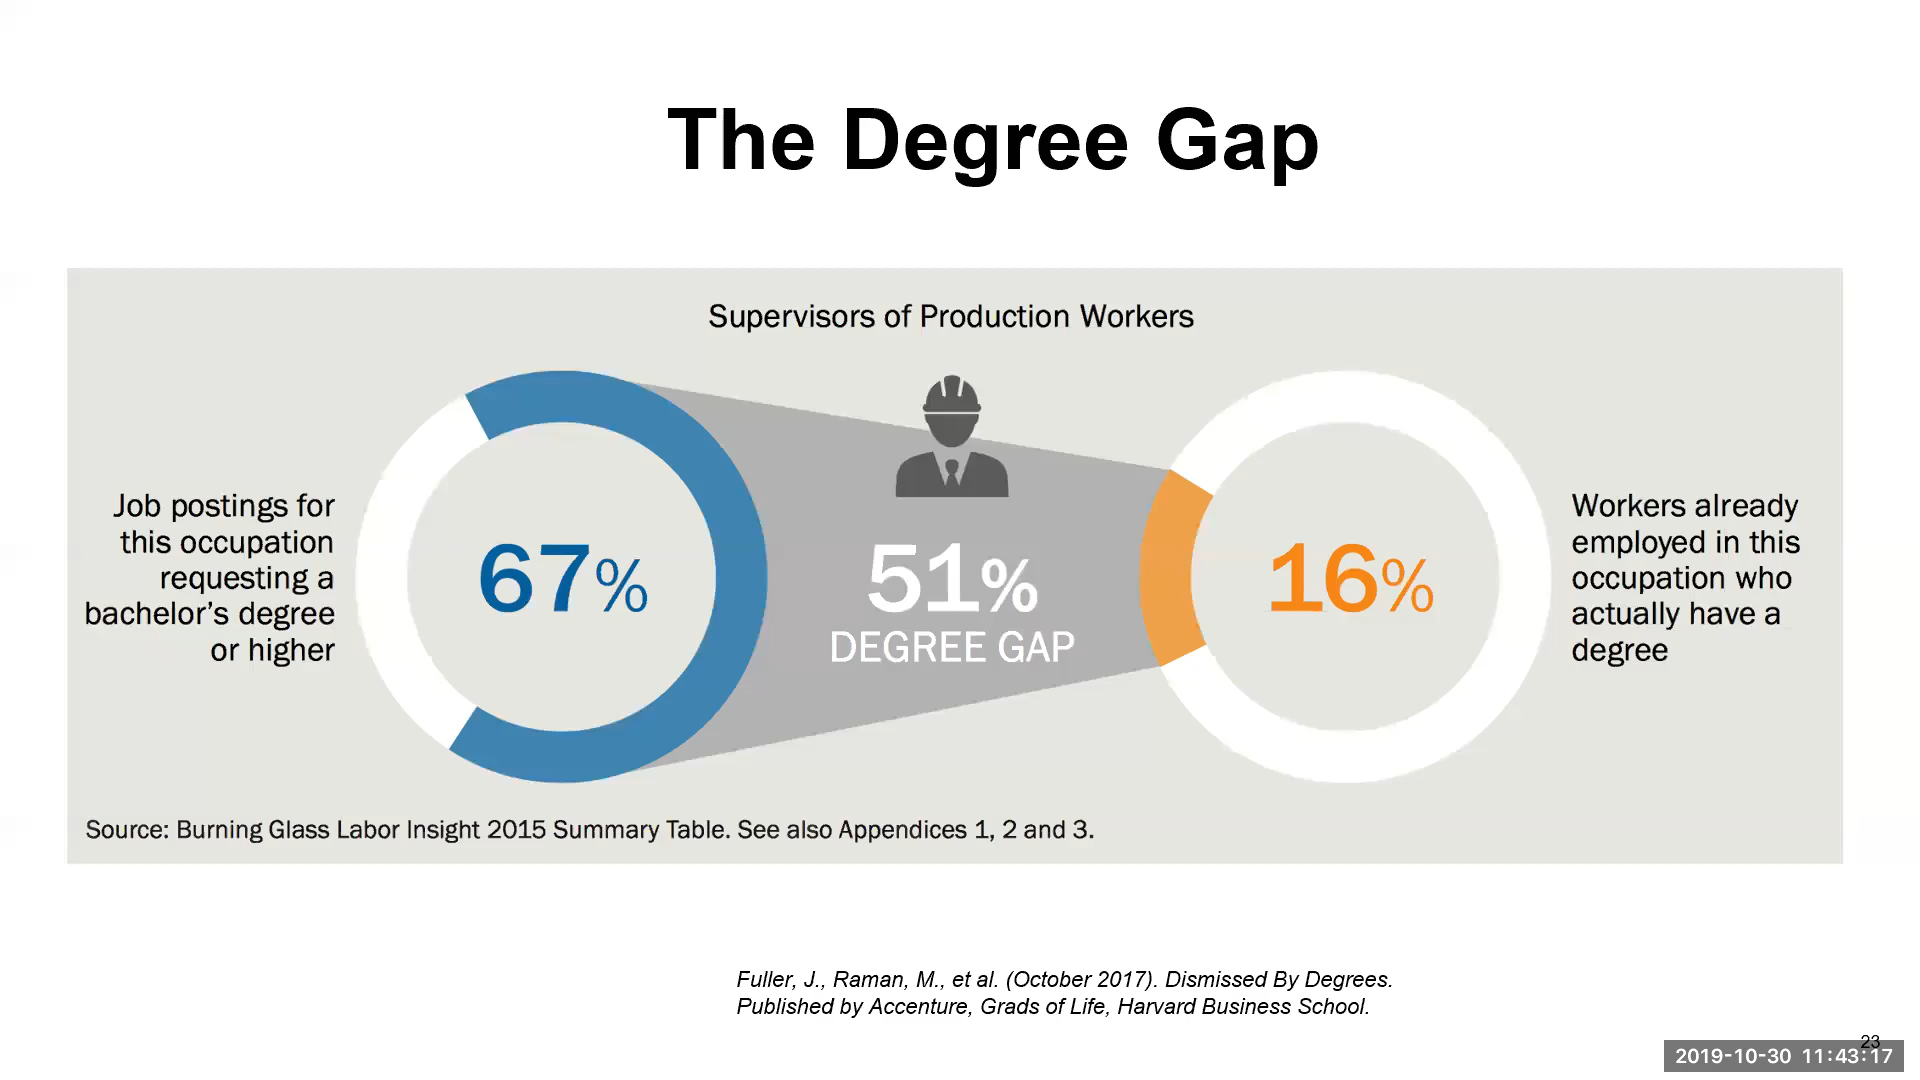 The Degree Gap
Supervisors of Production Workers
Job postings for
this occupation
requesting a
bachelor’s degree
or higher
67%
51%
DEGREE GAP
16%
Workers already
employed in this
occupation who
actually have a
degree
Source: Burning Glass Labor Insight 2015 Summary Table. See also Appendices 1, 2 and 3.
Fuller, J., Raman, M., et al. (October 2017). Dismissed By Degrees.
Published by Accenture, Grads of Life, Harvard Business School.
23
2019-10-30 11:43:17